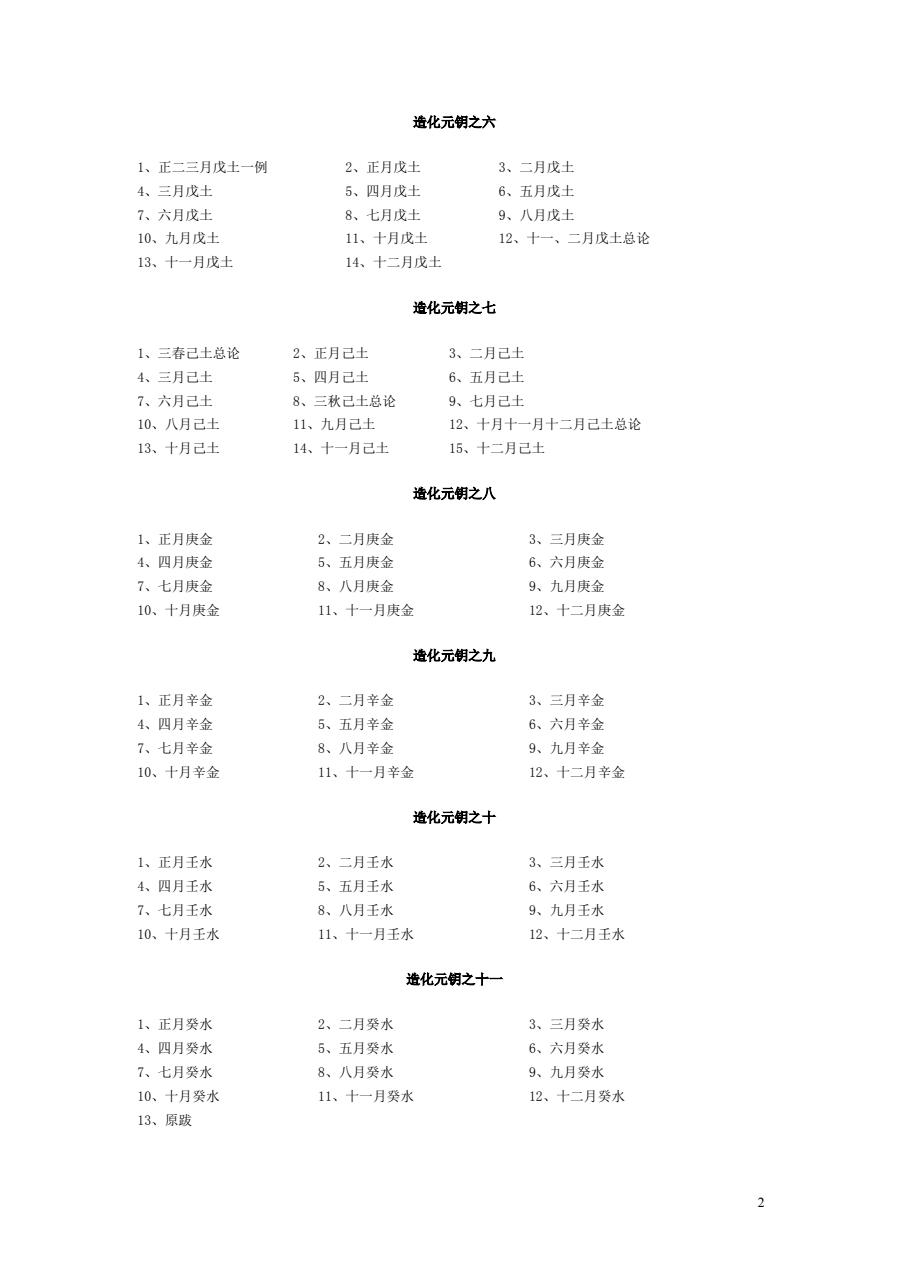 造化元钥之六
1、正二三月戊土一例 2、正月戊土 3、二月戊土
4、三月戊土 5、四月戊土 6、五月戊土
7、六月戊土 8、七月戊土 9、八月戊土
10、九月戊土 11、十月戊土 12、十一、二月戊土总论
13、十一月戊土 14、十二月戊土
造化元钥之七
1、三春己土总论 2、正月己土 3、二月己土
4、三月己土 5、四月己土 6、五月己土
7、六月己土 8、三秋己土总论 9、七月己土
10、八月己土 11、九月己土 12、十月十一月十二月己土总论
13、十月己土 14、十一月己土 15、十二月己土
造化元钥之八
1、正月庚金 2、二月庚金 3、三月庚金
4、四月庚金 5、五月庚金 6、六月庚金
7、七月庚金 8、八月庚金 9、九月庚金
10、十月庚金 11、十一月庚金 12、十二月庚金
造化元钥之九
1、正月辛金 2、二月辛金 3、三月辛金
4、四月辛金 5、五月辛金 6、六月辛金
7、七月辛金 8、八月辛金 9、九月辛金
10、十月辛金 11、十一月辛金 12、十二月辛金
造化元钥之十
1、正月壬水 2、二月壬水 3、三月壬水
4、四月壬水 5、五月壬水 6、六月壬水
7、七月壬水 8、八月壬水 9、九月壬水
10、十月壬水 11、十一月壬水 12、十二月壬水
造化元钥之十一
1、正月癸水 2、二月癸水 3、三月癸水
4、四月癸水 5、五月癸水 6、六月癸水
7、七月癸水 8、八月癸水 9、九月癸水
10、十月癸水 11、十一月癸水 12、十二月癸水
13、原跋
2